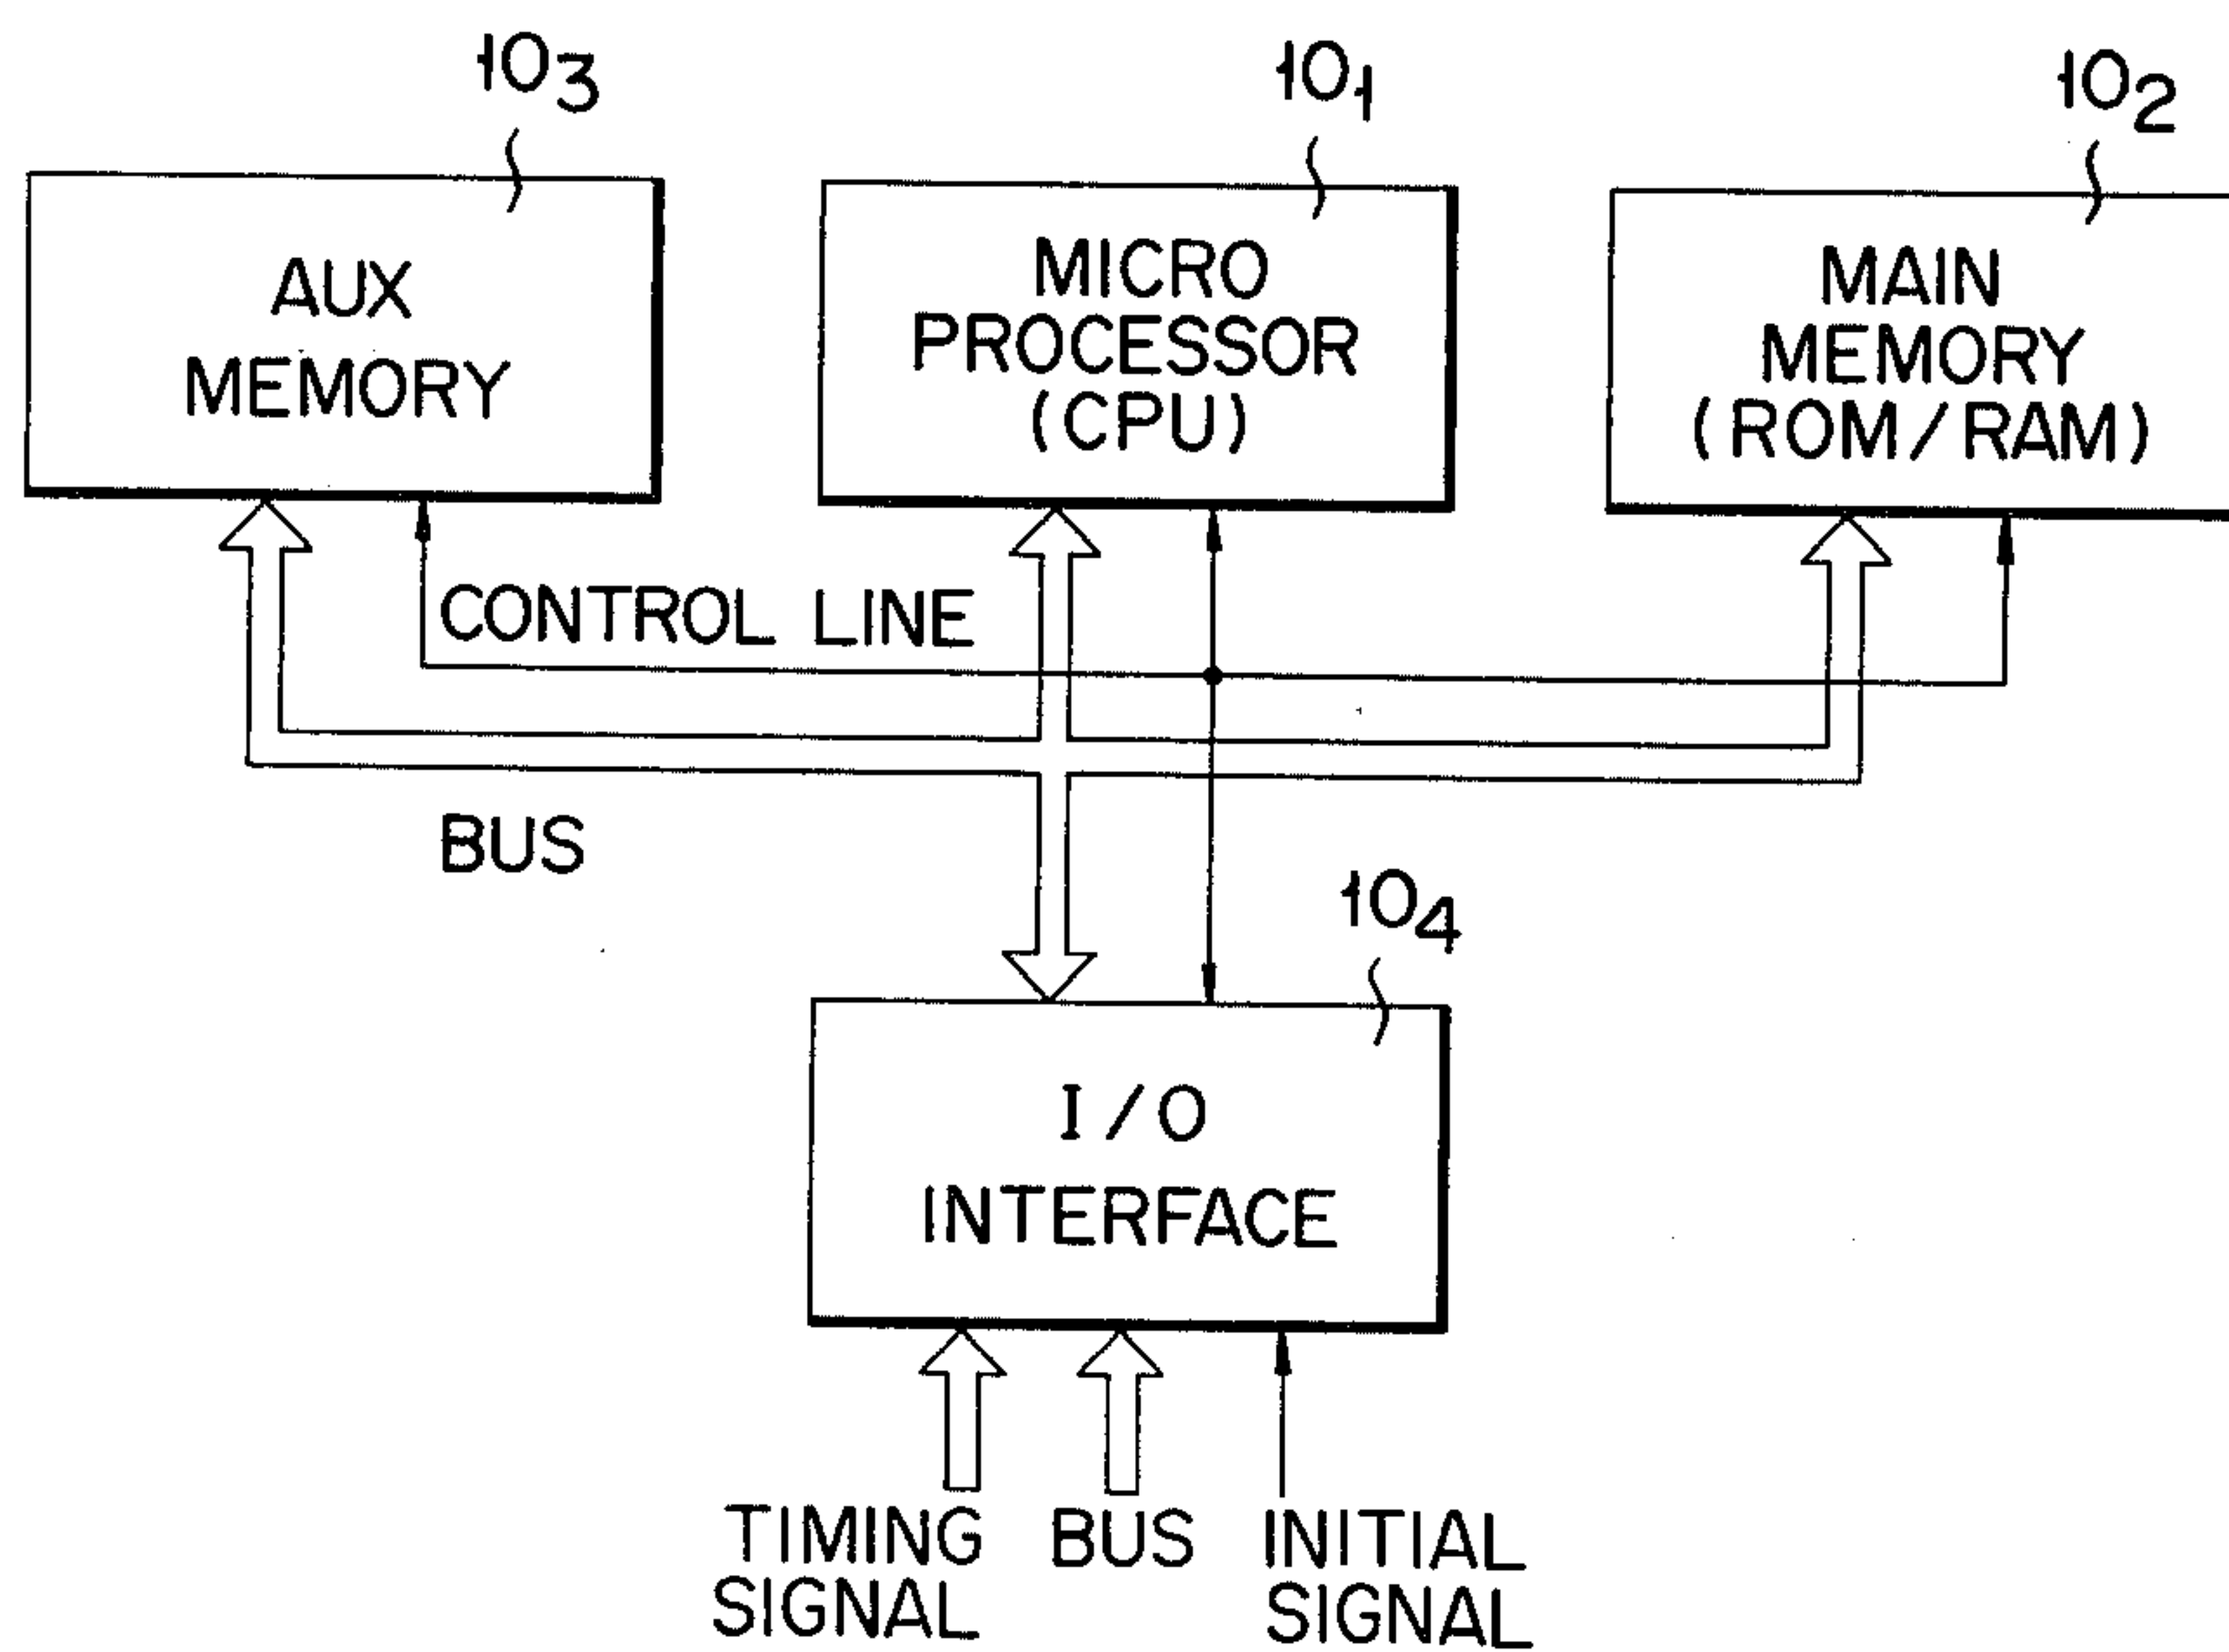 10₃
10₁
10₂
AUX
MEMORY
MICRO
PROCESSOR
(CPU)
MAIN
MEMORY
(ROM/RAM)
CONTROL LINE
BUS
10₄
I/O
INTERFACE
TIMING
SIGNAL
BUS
INITIAL
SIGNAL